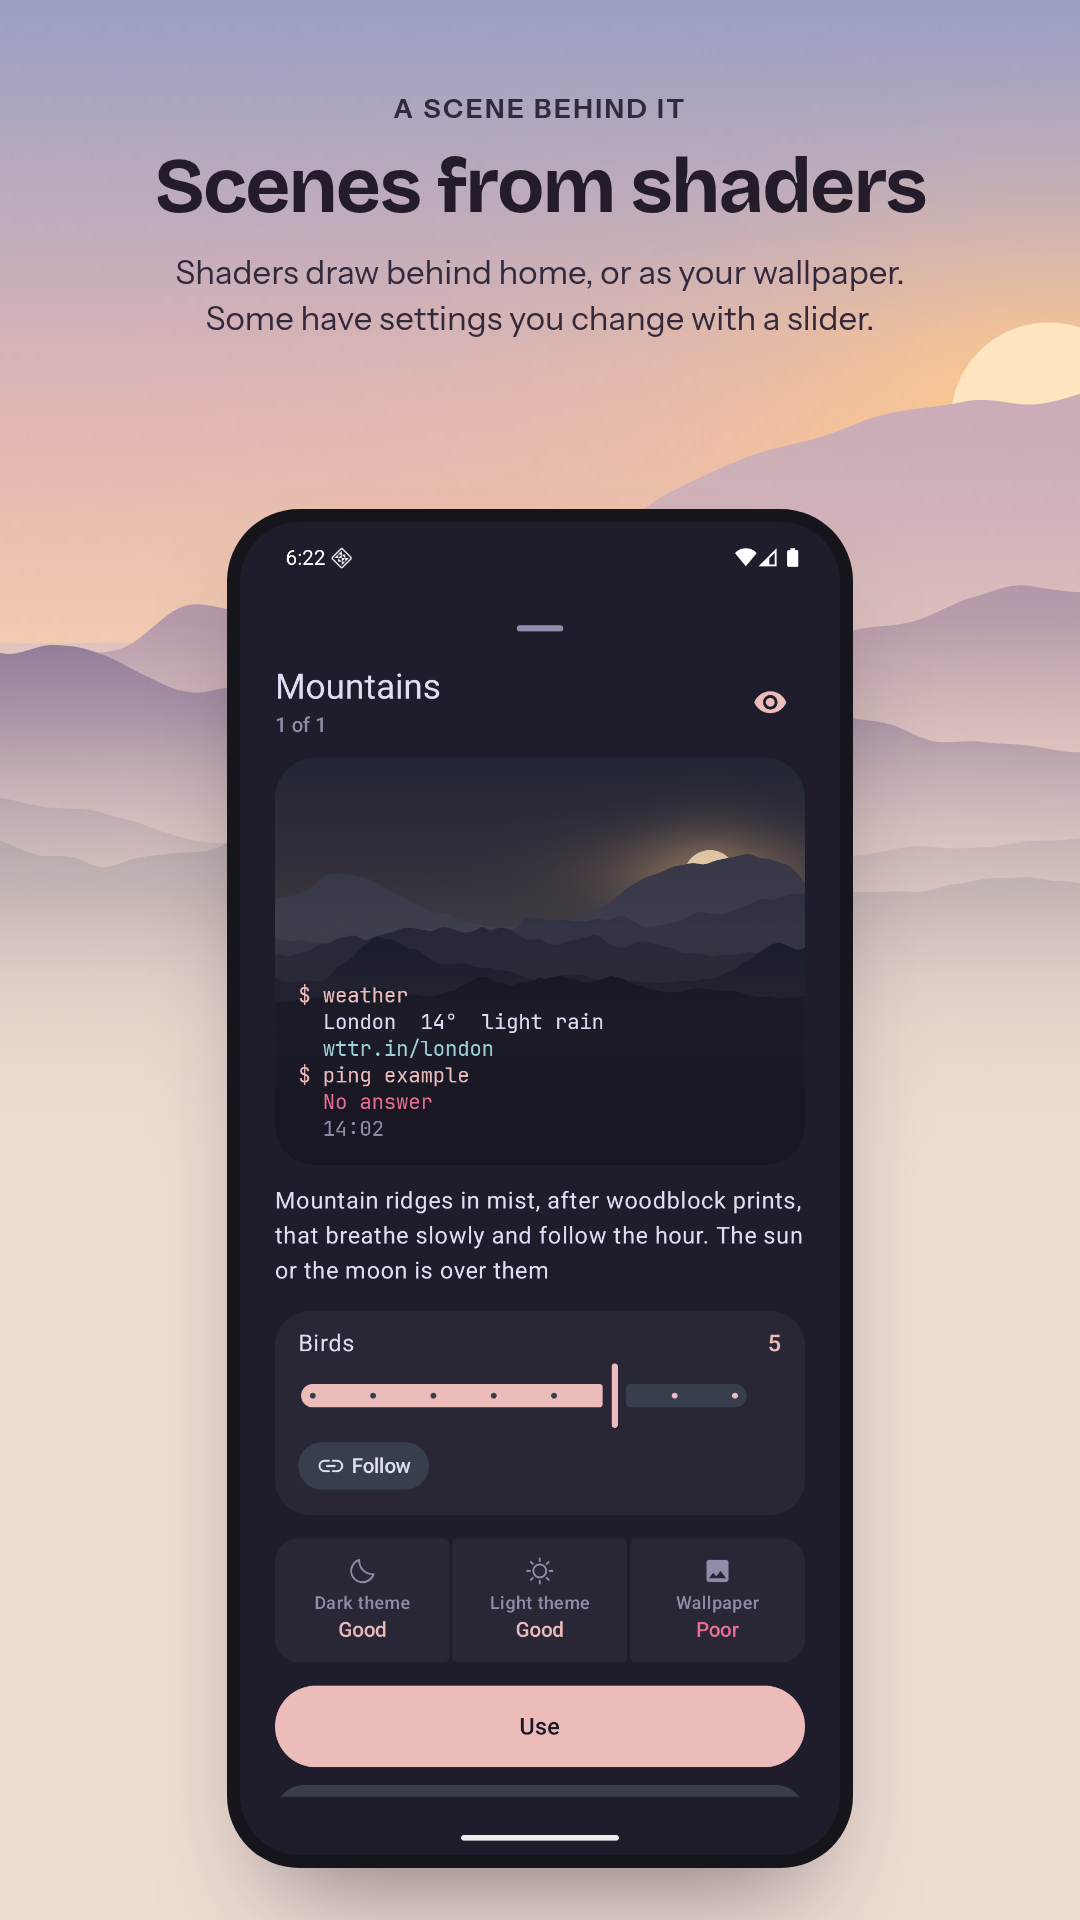 A SCENE BEHIND IT
Scenes from shaders
Shaders draw behind home, or as your wallpaper.
Some have settings you change with a slider.
6:22
Mountains
1 of 1
$ weather
London 14° light rain
wttr.in/london
$ ping example
No answer
14:02
Mountain ridges in mist, after woodblock prints,
that breathe slowly and follow the hour. The sun
or the moon is over them
Birds 5
Follow
Dark theme Light theme Wallpaper
Good Good Poor
Use